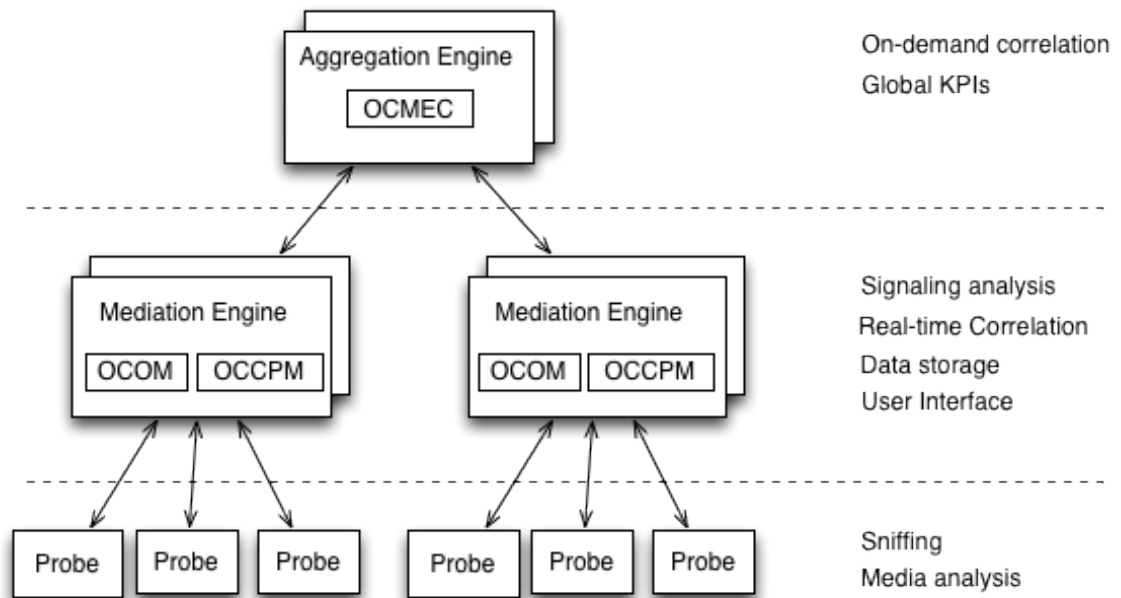 Aggregation Engine
OCMEC
On-demand correlation
Global KPIs
Mediation Engine
OCOM
OCCPM
Mediation Engine
OCOM
OCCPM
Signaling analysis
Real-time Correlation
Data storage
User Interface
Probe
Probe
Probe
Probe
Probe
Probe
Sniffing
Media analysis